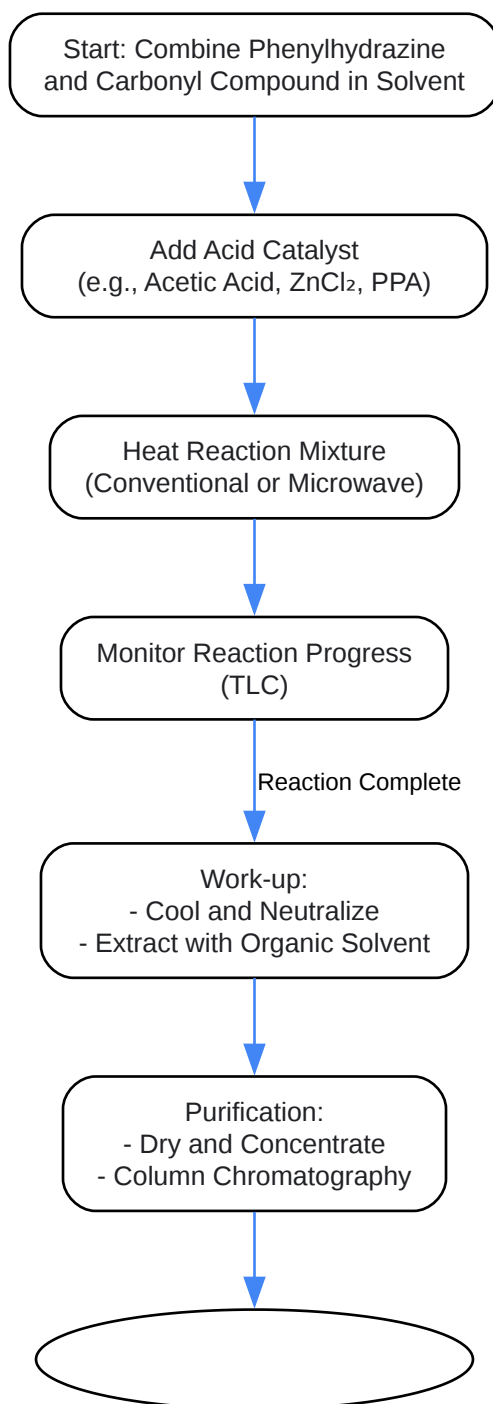 Start: Combine Phenylhydrazine
and Carbonyl Compound in Solvent
Add Acid Catalyst
(e.g., Acetic Acid, ZnCl₂, PPA)
Heat Reaction Mixture
(Conventional or Microwave)
Monitor Reaction Progress
(TLC)
Reaction Complete
Work-up:
- Cool and Neutralize
- Extract with Organic Solvent
Purification:
- Dry and Concentrate
- Column Chromatography